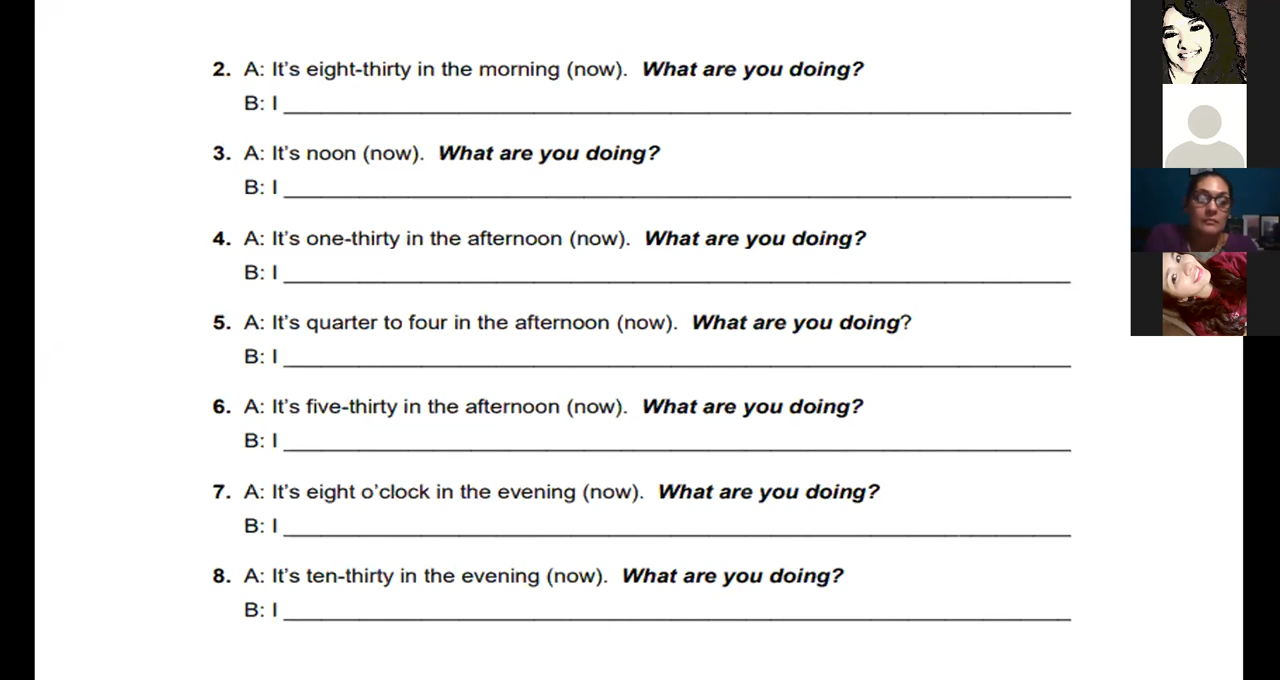 2. A: It's eight-thirty in the morning (now). What are you doing?
B: I
3. A: It's noon (now). What are you doing?
B: I
4. A: It's one-thirty in the afternoon (now). What are you doing?
B: I
5. A: It's quarter to four in the afternoon (now). What are you doing?
B: I
6. A: It's five-thirty in the afternoon (now). What are you doing?
B: I
7. A: It's eight o'clock in the evening (now). What are you doing?
B: I
8. A: It's ten-thirty in the evening (now). What are you doing?
B: I